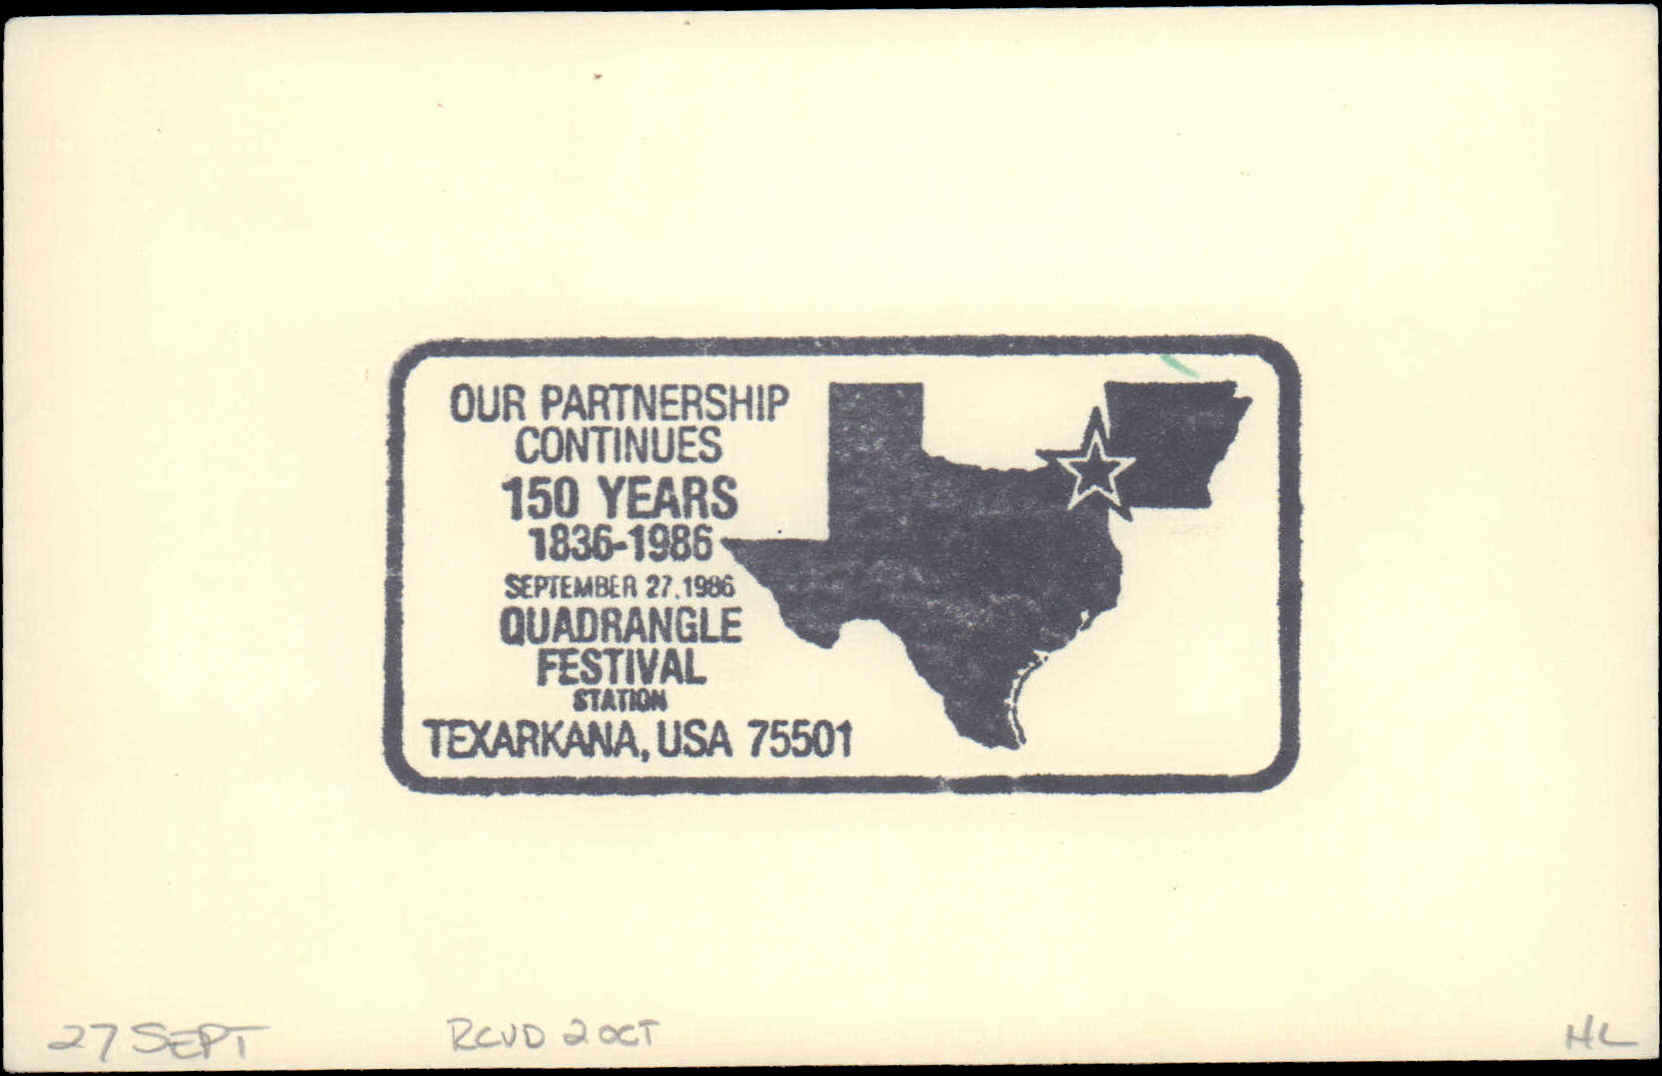 OUR PARTNERSHIP
CONTINUES
150 YEARS
1836-1986
SEPTEMBER 27, 1986
QUADRANGLE
FESTIVAL
STATION
TEXARKANA, USA 75501
27 SEPT
RCVD 2 OCT
HL